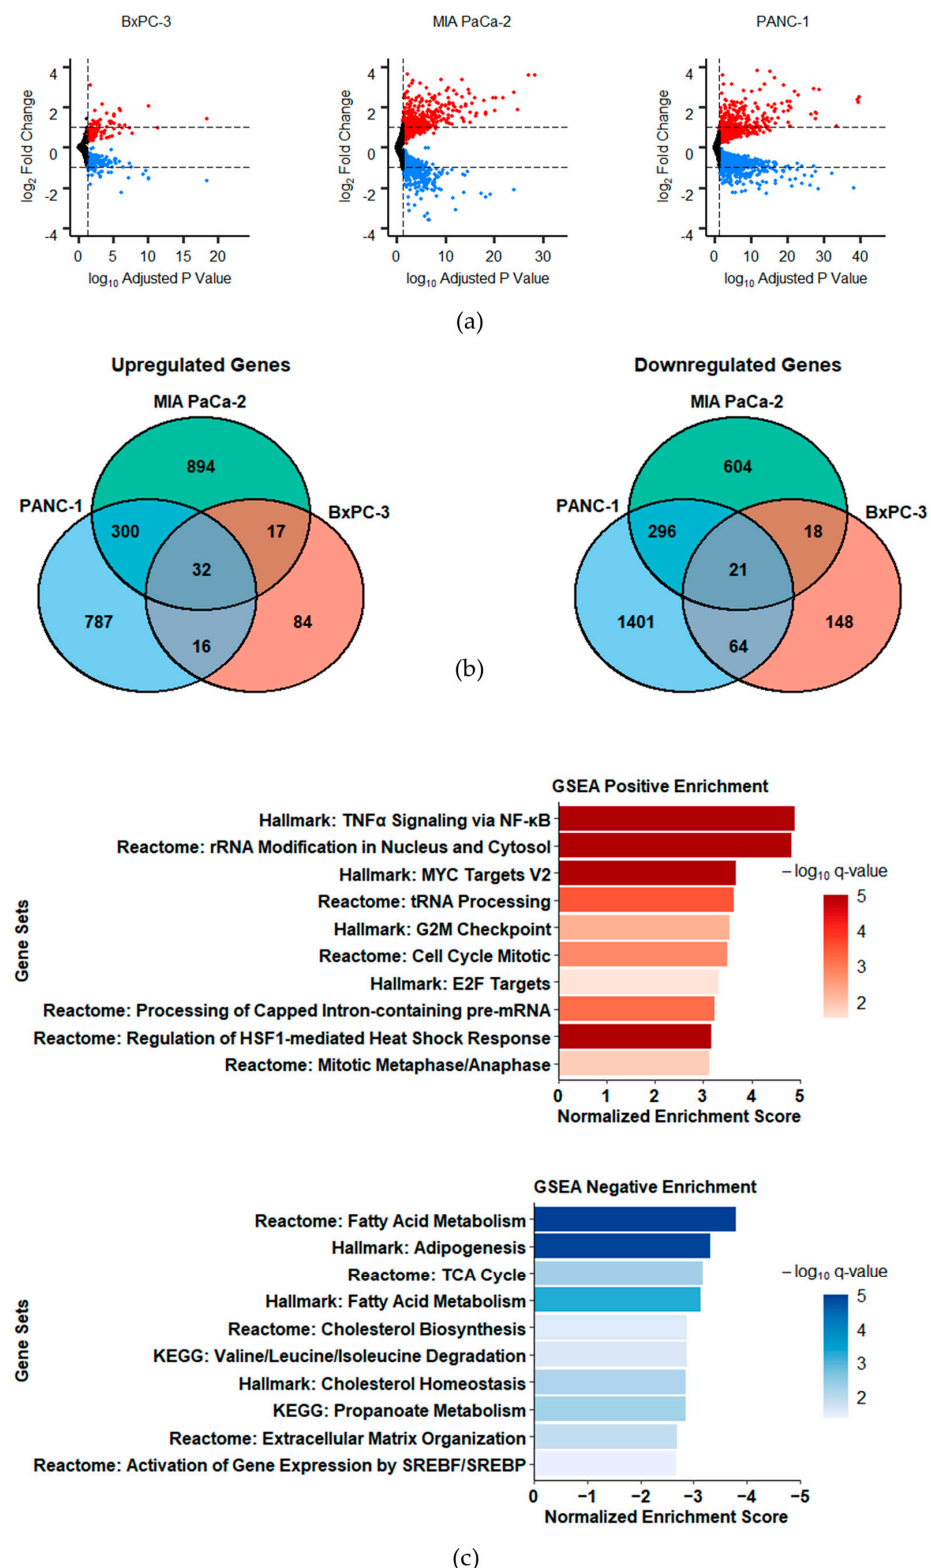 BxPC-3
MIA PaCa-2
PANC-1
4
2
0
-2
-4
log2 Fold Change
0 5 10 15 20
log10 Adjusted P Value
4
2
0
-2
-4
log2 Fold Change
0 10 20 30
log10 Adjusted P Value
4
2
0
-2
-4
log2 Fold Change
0 10 20 30 40
log10 Adjusted P Value
(a)
Upregulated Genes
MIA PaCa-2
894
PANC-1
BxPC-3
300
17
32
787
84
16
Downregulated Genes
MIA PaCa-2
604
PANC-1
BxPC-3
296
18
21
1401
148
64
(b)
GSEA Positive Enrichment
Gene Sets
Hallmark: TNFα Signaling via NF-κB
Reactome: rRNA Modification in Nucleus and Cytosol
Hallmark: MYC Targets V2
Reactome: tRNA Processing
Hallmark: G2M Checkpoint
Reactome: Cell Cycle Mitotic
Hallmark: E2F Targets
Reactome: Processing of Capped Intron-containing pre-mRNA
Reactome: Regulation of HSF1-mediated Heat Shock Response
Reactome: Mitotic Metaphase/Anaphase
0 1 2 3 4 5
Normalized Enrichment Score
– log10 q-value
5
4
3
2
GSEA Negative Enrichment
Gene Sets
Reactome: Fatty Acid Metabolism
Hallmark: Adipogenesis
Reactome: TCA Cycle
Hallmark: Fatty Acid Metabolism
Reactome: Cholesterol Biosynthesis
KEGG: Valine/Leucine/Isoleucine Degradation
Hallmark: Cholesterol Homeostasis
KEGG: Propanoate Metabolism
Reactome: Extracellular Matrix Organization
Reactome: Activation of Gene Expression by SREBF/SREBP
0 −1 −2 −3 −4 −5
Normalized Enrichment Score
– log10 q-value
5
4
3
2
(c)